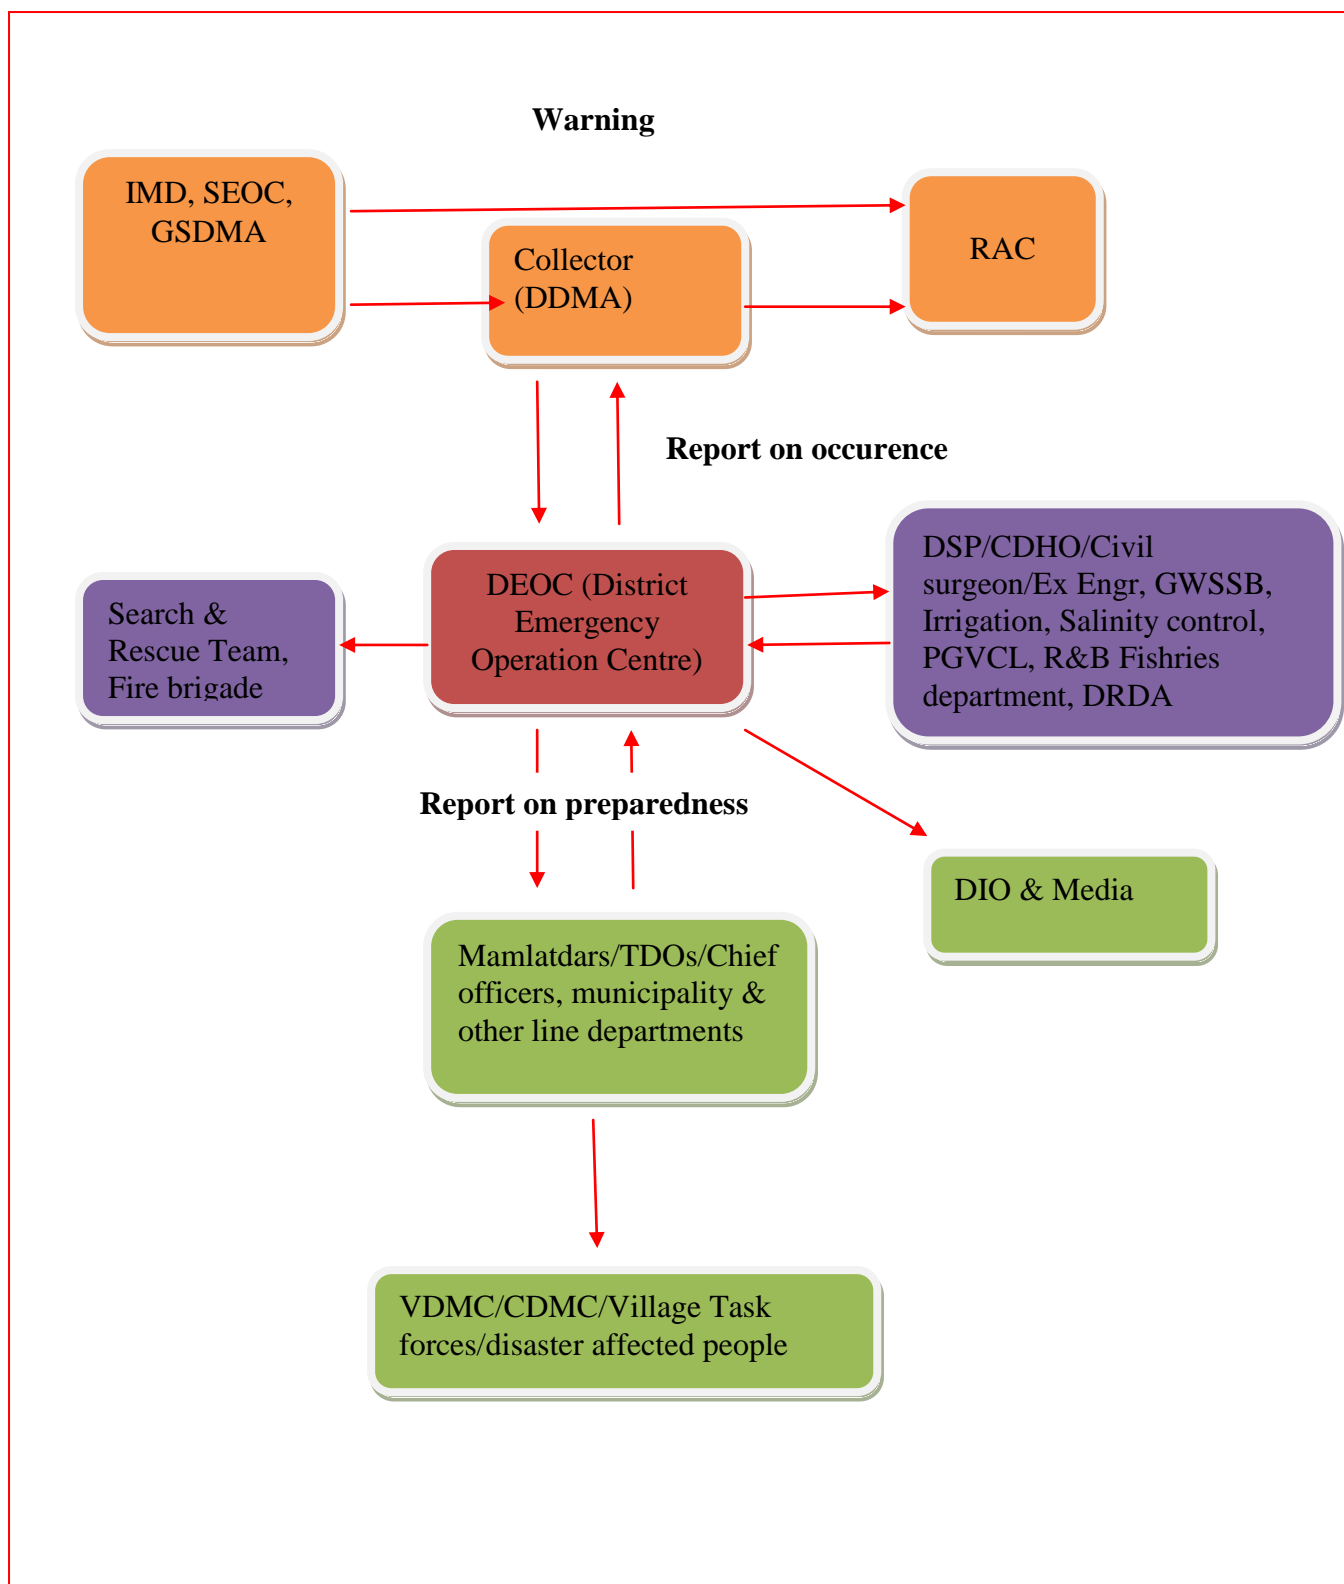 Warning
IMD, SEOC,
GSDMA
Collector
(DDMA)
RAC
Report on occurence
DSP/CDHO/Civil
surgeon/Ex Engr, GWSSB,
Irrigation, Salinity control,
PGVCL, R&B Fishries
department, DRDA
DEOC (District
Emergency
Operation Centre)
Search &
Rescue Team,
Fire brigade
Report on preparedness
DIO & Media
Mamlatdars/TDOs/Chief
officers, municipality &
other line departments
VDMC/CDMC/Village Task
forces/disaster affected people